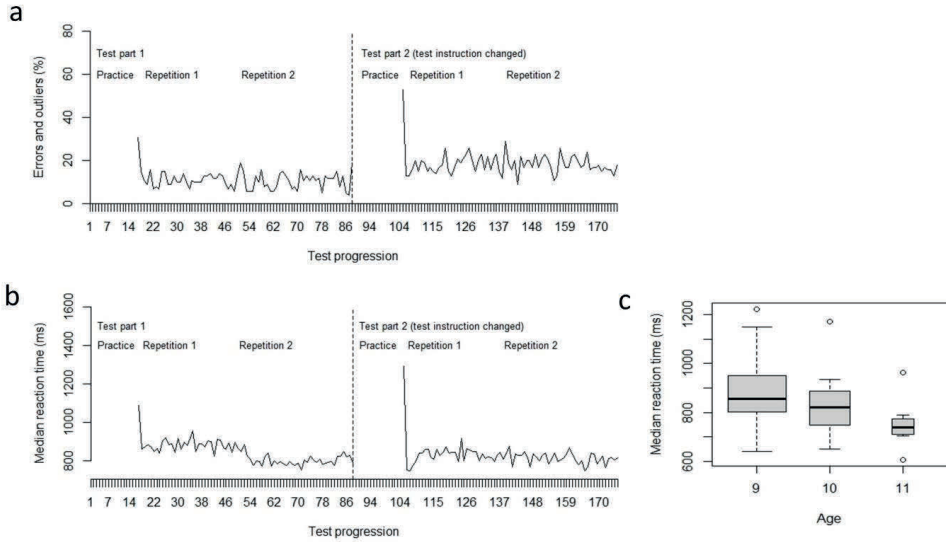 a
Errors and outliers (%)
80
60
40
20
0
Test part 1
Test part 2 (test instruction changed)
Practice Repetition 1 Repetition 2 Practice Repetition 1 Repetition 2
1 7 14 22 30 38 46 54 62 70 78 86 94 104 115 126 137 148 159 170
Test progression
b
Median reaction time (ms)
1600
1400
1200
1000
800
Test part 1
Test part 2 (test instruction changed)
Practice Repetition 1 Repetition 2 Practice Repetition 1 Repetition 2
1 7 14 22 30 38 46 54 62 70 78 86 94 104 115 126 137 148 159 170
Test progression
c
Median reaction time (ms)
1200
1000
800
600
9 10 11
Age